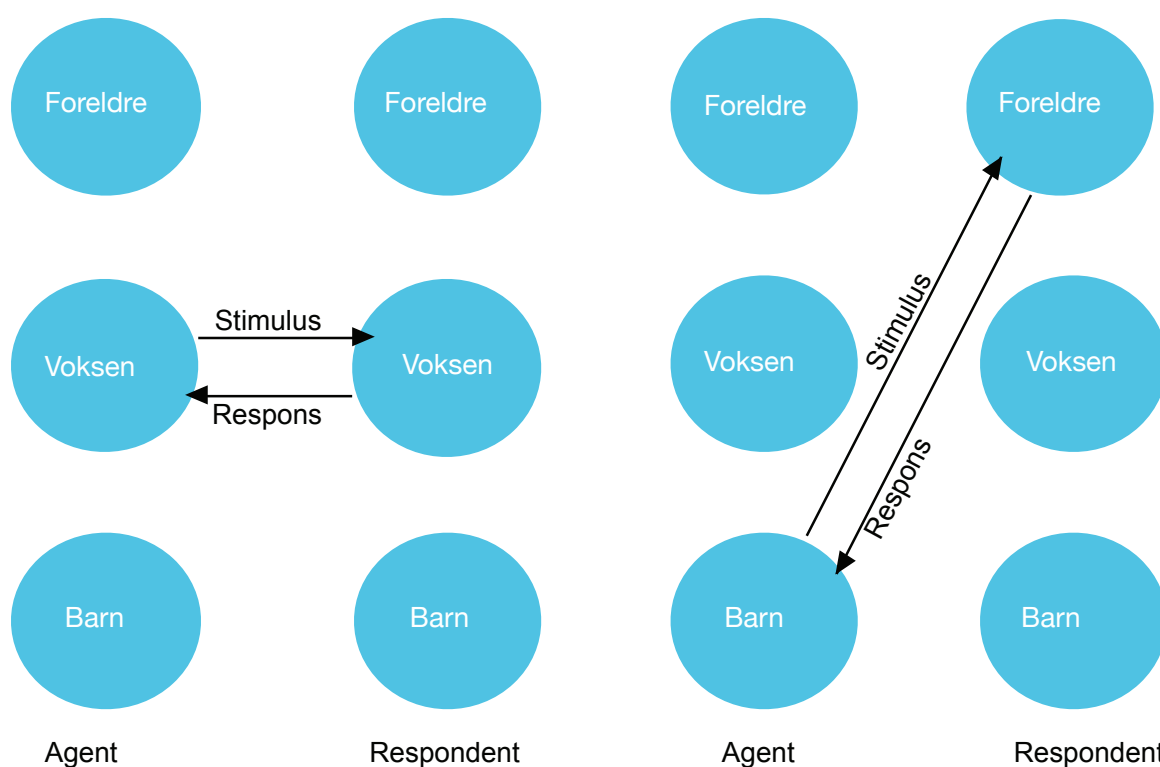 Foreldre
Foreldre
Stimulus
Voksen
Voksen
Respons
Barn
Barn
Agent
Respondent
Foreldre
Foreldre
Stimulus
Voksen
Voksen
Respons
Barn
Barn
Agent
Respondent